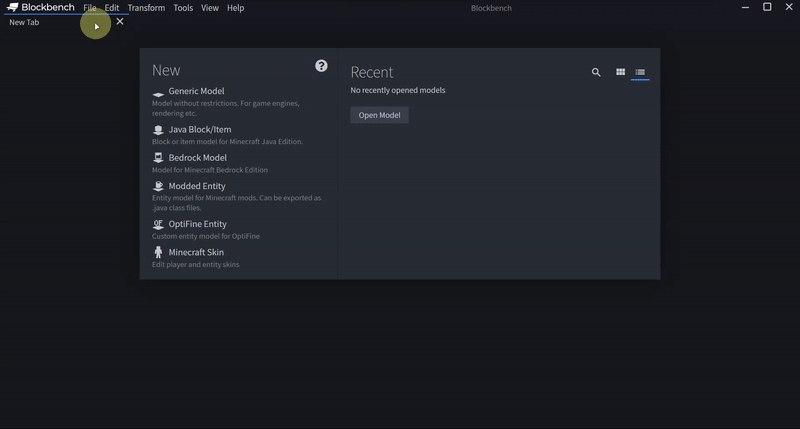 Blockbench File Edit Transform Tools View Help Blockbench
New Tab
New
Generic Model
Model without restrictions. For game engines,
rendering etc.
Java Block/Item
Block or item model for Minecraft Java Edition.
Bedrock Model
Model for Minecraft Bedrock Edition
Modded Entity
Entity model for Minecraft mods. Can be exported as
.java class files.
OF
OptiFine Entity
Custom entity model for OptiFine
Minecraft Skin
Edit player and entity skins
Recent
No recently opened models
Open Model